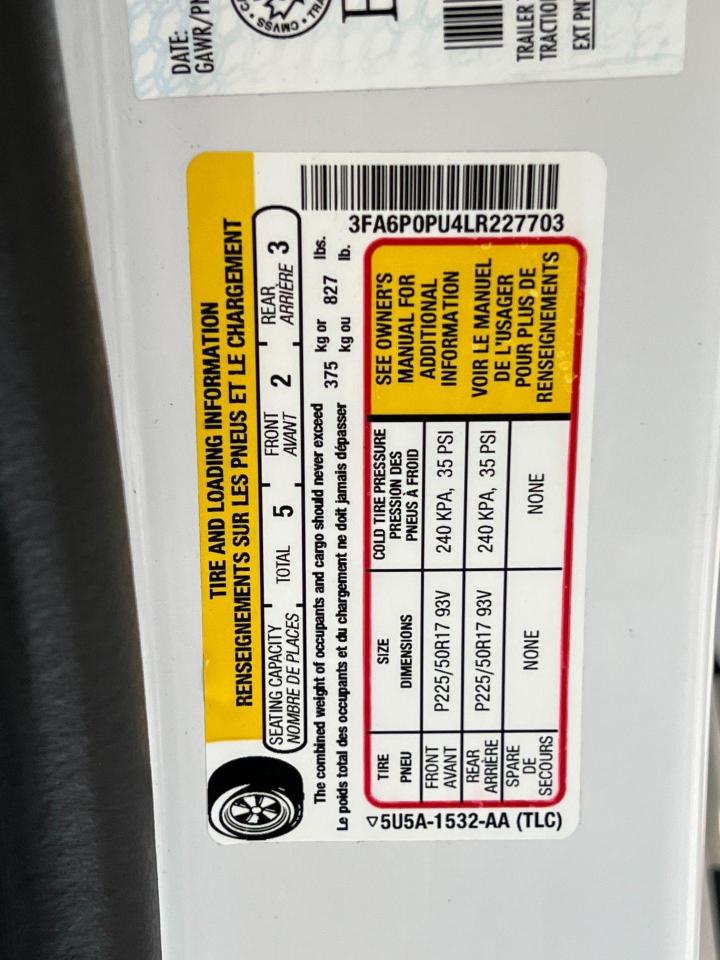 DATE:
GAWR/P
CMVSS
TRAILER
TRACTIO
EXT PN
TIRE AND LOADING INFORMATION
RENSEIGNEMENTS SUR LES PNEUS ET LE CHARGEMENT
SEATING CAPACITY TOTAL 5 FRONT 2 REAR 3
NOMBRE DE PLACES AVANT ARRIÈRE
The combined weight of occupants and cargo should never exceed 375 kg or 827 lbs.
Le poids total des occupants et du chargement ne doit jamais dépasser kg ou lb.
3FA6P0PU4LR227703
TIRE SIZE COLD TIRE PRESSURE
PNEU DIMENSIONS PRESSION DES
PNEUS À FROID
FRONT P225/50R17 93V 240 KPA, 35 PSI
AVANT
REAR P225/50R17 93V 240 KPA, 35 PSI
ARRIÈRE
SPARE NONE NONE
DE
SECOURS
SEE OWNER'S
MANUAL FOR
ADDITIONAL
INFORMATION
VOIR LE MANUEL
DE L'USAGER
POUR PLUS DE
RENSEIGNEMENTS
5U5A-1532-AA (TLC)